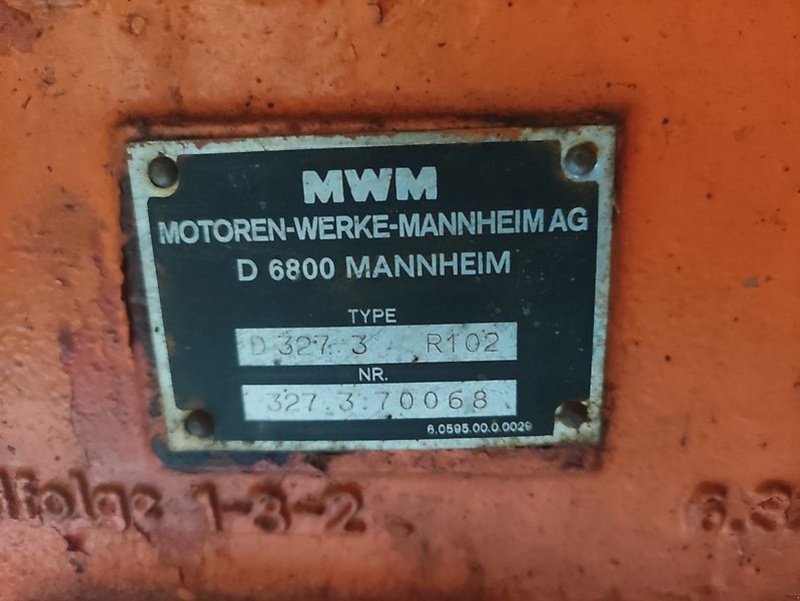 MWM
MOTOREN-WERKE-MANNHEIM AG
D 6800 MANNHEIM
TYPE
D 327-3 R102
NR.
327.3.70068
6.0595.00.0.0029
lfolge 1-3-2